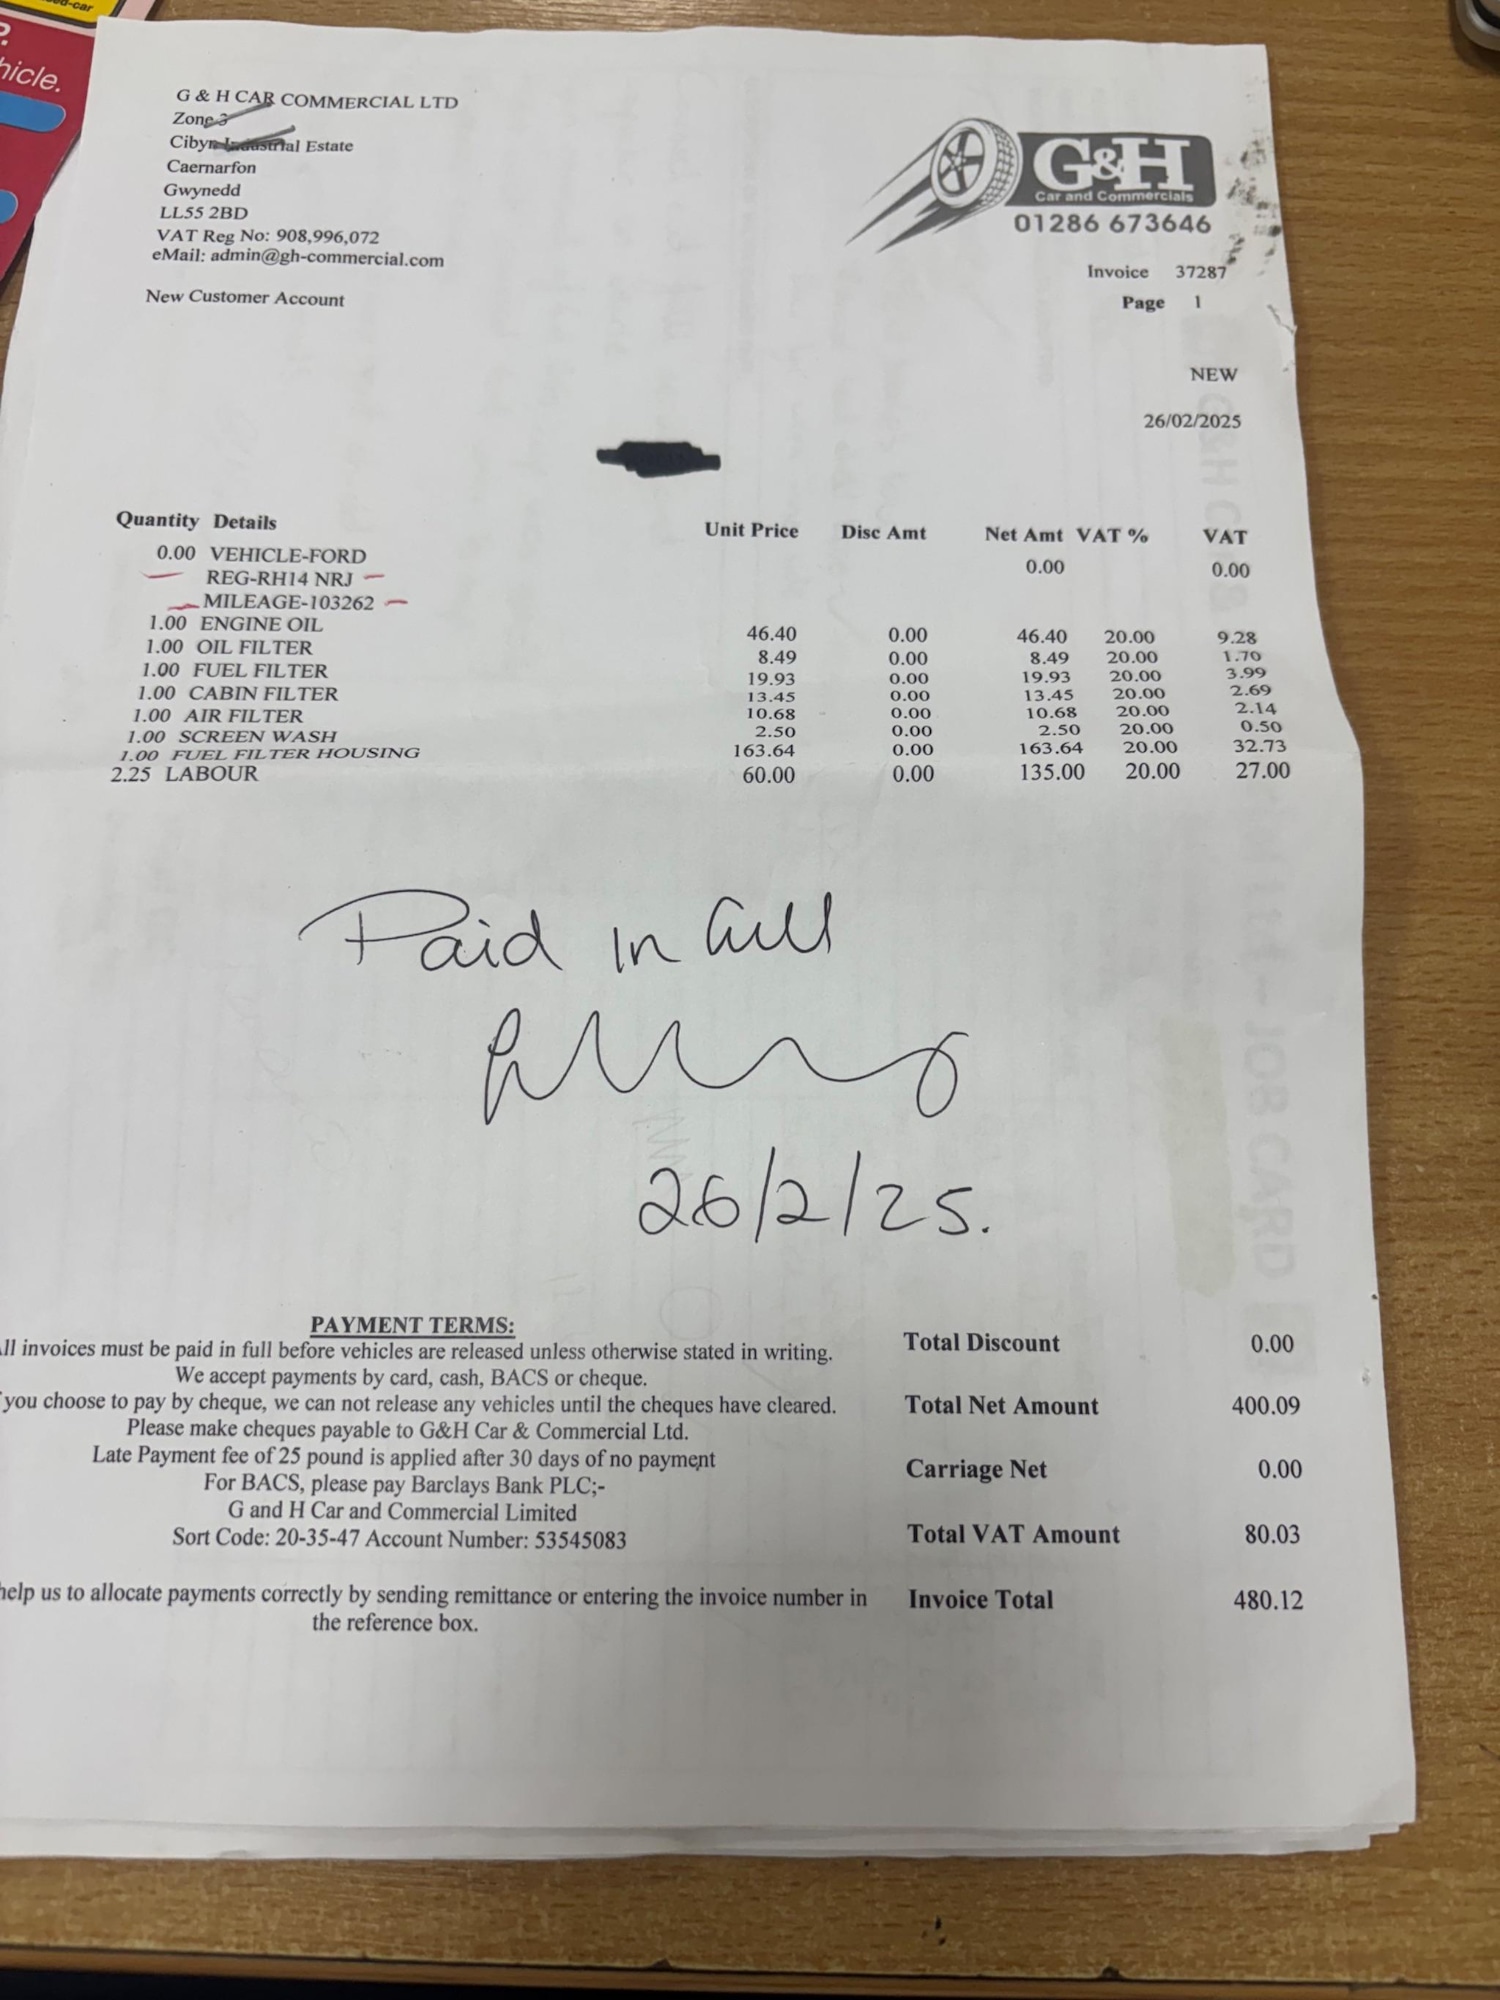 ed-car
P.
hicle.
G & H CAR COMMERCIAL LTD
Zone 3
Cibyn Industrial Estate
Caernarfon
Gwynedd
LL55 2BD
VAT Reg No: 908,996,072
eMail: admin@gh-commercial.com
New Customer Account
G&H
Car and Commercials
01286 673646
Invoice 37287
Page 1
NEW
26/02/2025
Quantity Details Unit Price Disc Amt Net Amt VAT % VAT
0.00 VEHICLE-FORD 0.00 0.00
REG-RH14 NRJ
MILEAGE-103262
1.00 ENGINE OIL 46.40 0.00 46.40 20.00 9.28
1.00 OIL FILTER 8.49 0.00 8.49 20.00 1.70
1.00 FUEL FILTER 19.93 0.00 19.93 20.00 3.99
1.00 CABIN FILTER 13.45 0.00 13.45 20.00 2.69
1.00 AIR FILTER 10.68 0.00 10.68 20.00 2.14
1.00 SCREEN WASH 2.50 0.00 2.50 20.00 0.50
1.00 FUEL FILTER HOUSING 163.64 0.00 163.64 20.00 32.73
2.25 LABOUR 60.00 0.00 135.00 20.00 27.00
Paid in full
26/2/25.
PAYMENT TERMS:
ll invoices must be paid in full before vehicles are released unless otherwise stated in writing.
We accept payments by card, cash, BACS or cheque.
you choose to pay by cheque, we can not release any vehicles until the cheques have cleared.
Please make cheques payable to G&H Car & Commercial Ltd.
Late Payment fee of 25 pound is applied after 30 days of no payment
For BACS, please pay Barclays Bank PLC;-
G and H Car and Commercial Limited
Sort Code: 20-35-47 Account Number: 53545083
help us to allocate payments correctly by sending remittance or entering the invoice number in
the reference box.
Total Discount 0.00
Total Net Amount 400.09
Carriage Net 0.00
Total VAT Amount 80.03
Invoice Total 480.12